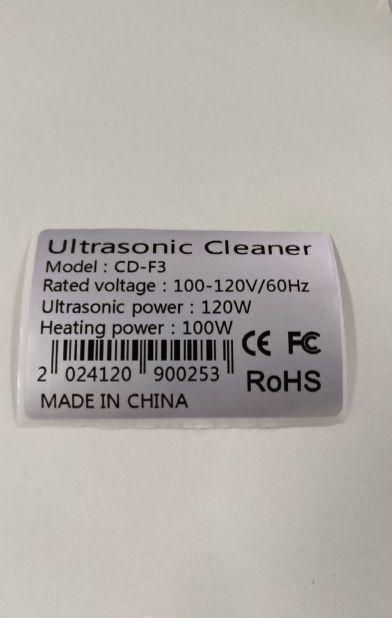 Ultrasonic Cleaner
Model : CD-F3
Rated voltage : 100-120V/60Hz
Ultrasonic power : 120W
Heating power : 100W
CE FC
2 024120 900253
RoHS
MADE IN CHINA